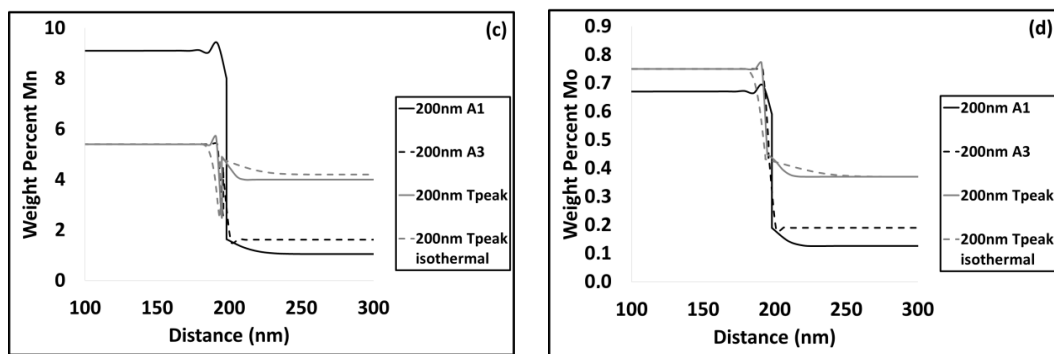 (c)
Weight Percent Mn
10
8
6
4
2
0
100 150 200 250 300
Distance (nm)
200nm A1
200nm A3
200nm Tpeak
200nm Tpeak
isothermal
(d)
Weight Percent Mo
0.9
0.8
0.7
0.6
0.5
0.4
0.3
0.2
0.1
0.0
100 150 200 250 300
Distance (nm)
200nm A1
200nm A3
200nm Tpeak
200nm Tpeak
isothermal